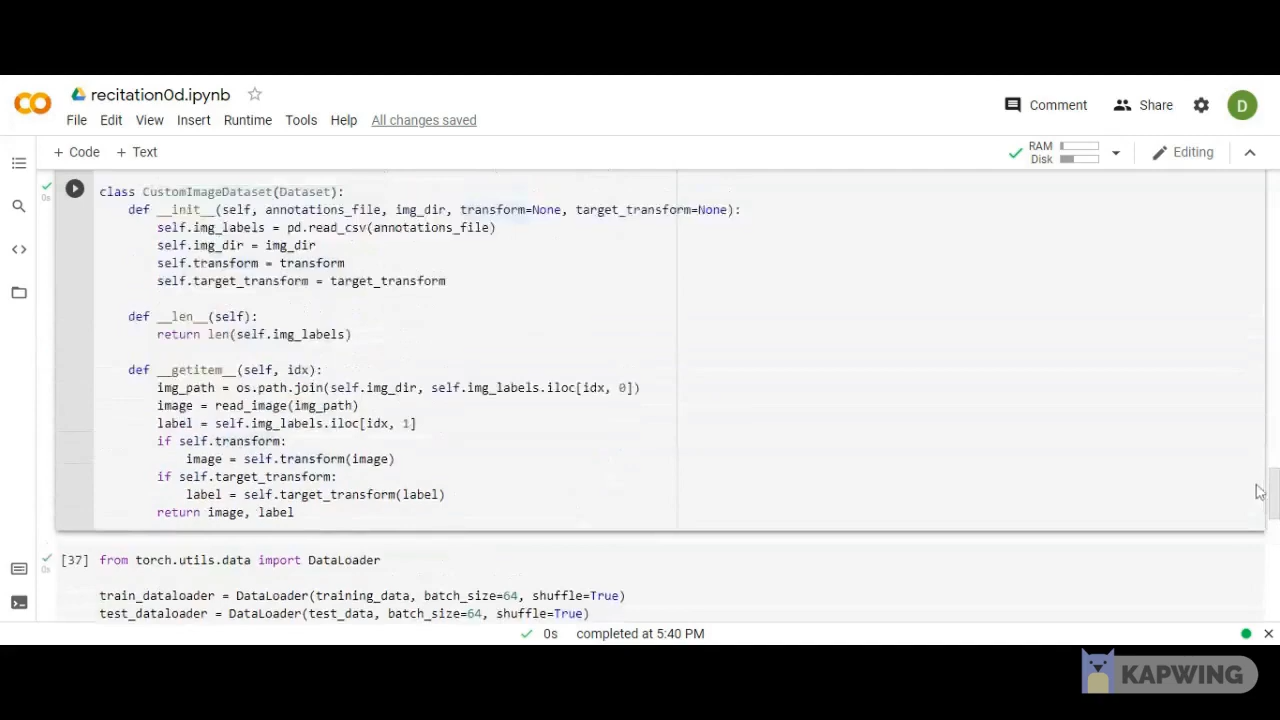 recitation0d.ipynb
File Edit View Insert Runtime Tools Help All changes saved
Comment Share D
+ Code + Text
RAM
Disk
Editing
class CustomImageDataset(Dataset):
    def __init__(self, annotations_file, img_dir, transform=None, target_transform=None):
        self.img_labels = pd.read_csv(annotations_file)
        self.img_dir = img_dir
        self.transform = transform
        self.target_transform = target_transform
    def __len__(self):
        return len(self.img_labels)
    def __getitem__(self, idx):
        img_path = os.path.join(self.img_dir, self.img_labels.iloc[idx, 0])
        image = read_image(img_path)
        label = self.img_labels.iloc[idx, 1]
        if self.transform:
            image = self.transform(image)
        if self.target_transform:
            label = self.target_transform(label)
        return image, label
0s
[37] from torch.utils.data import DataLoader
0s
train_dataloader = DataLoader(training_data, batch_size=64, shuffle=True)
test_dataloader = DataLoader(test_data, batch_size=64, shuffle=True)
0s completed at 5:40 PM
KAPWING